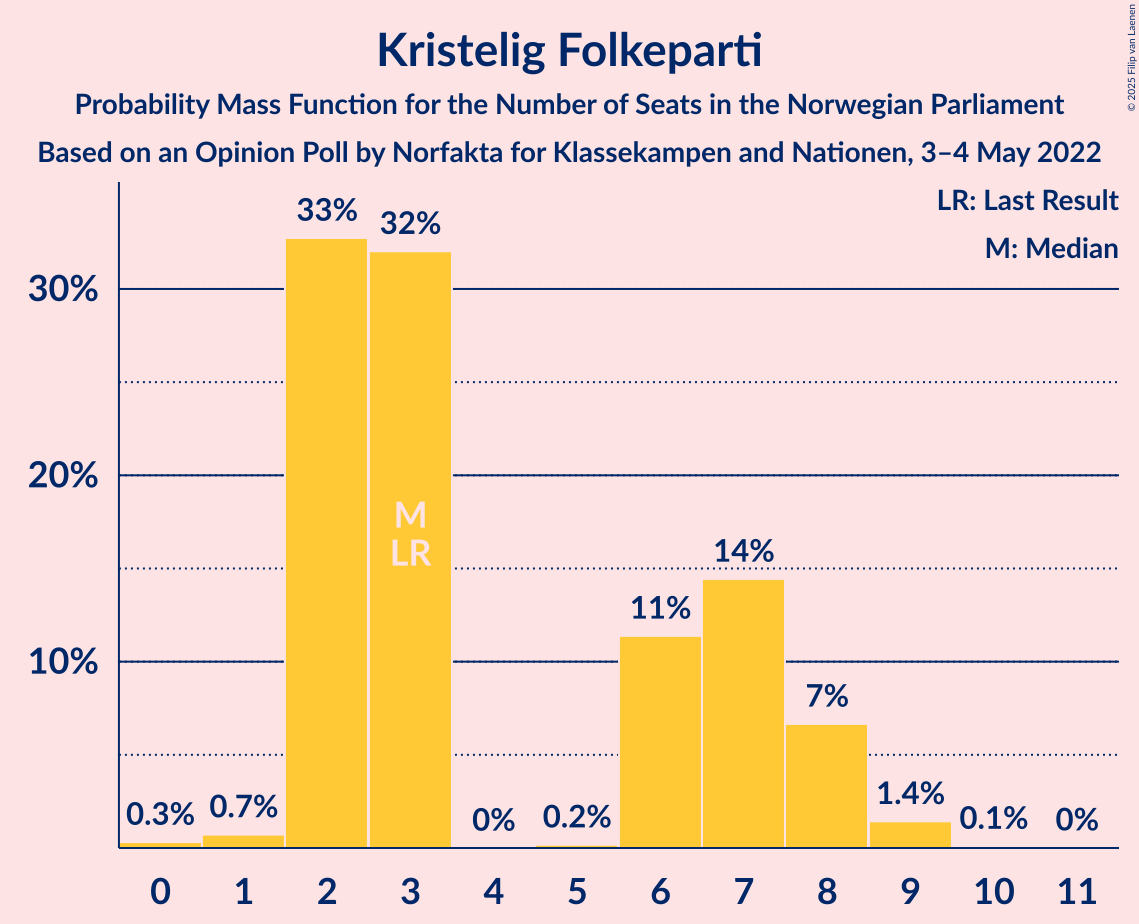 Kristelig Folkeparti
Probability Mass Function for the Number of Seats in the Norwegian Parliament
Based on an Opinion Poll by Norfakta for Klassekampen and Nationen, 3–4 May 2022
© 2025 Filip van Laenen
LR: Last Result
M: Median
33%
32%
30%
20%
M
LR
14%
11%
10%
7%
0.3%
0.7%
0%
0.2%
1.4%
0.1%
0%
0 1 2 3 4 5 6 7 8 9 10 11